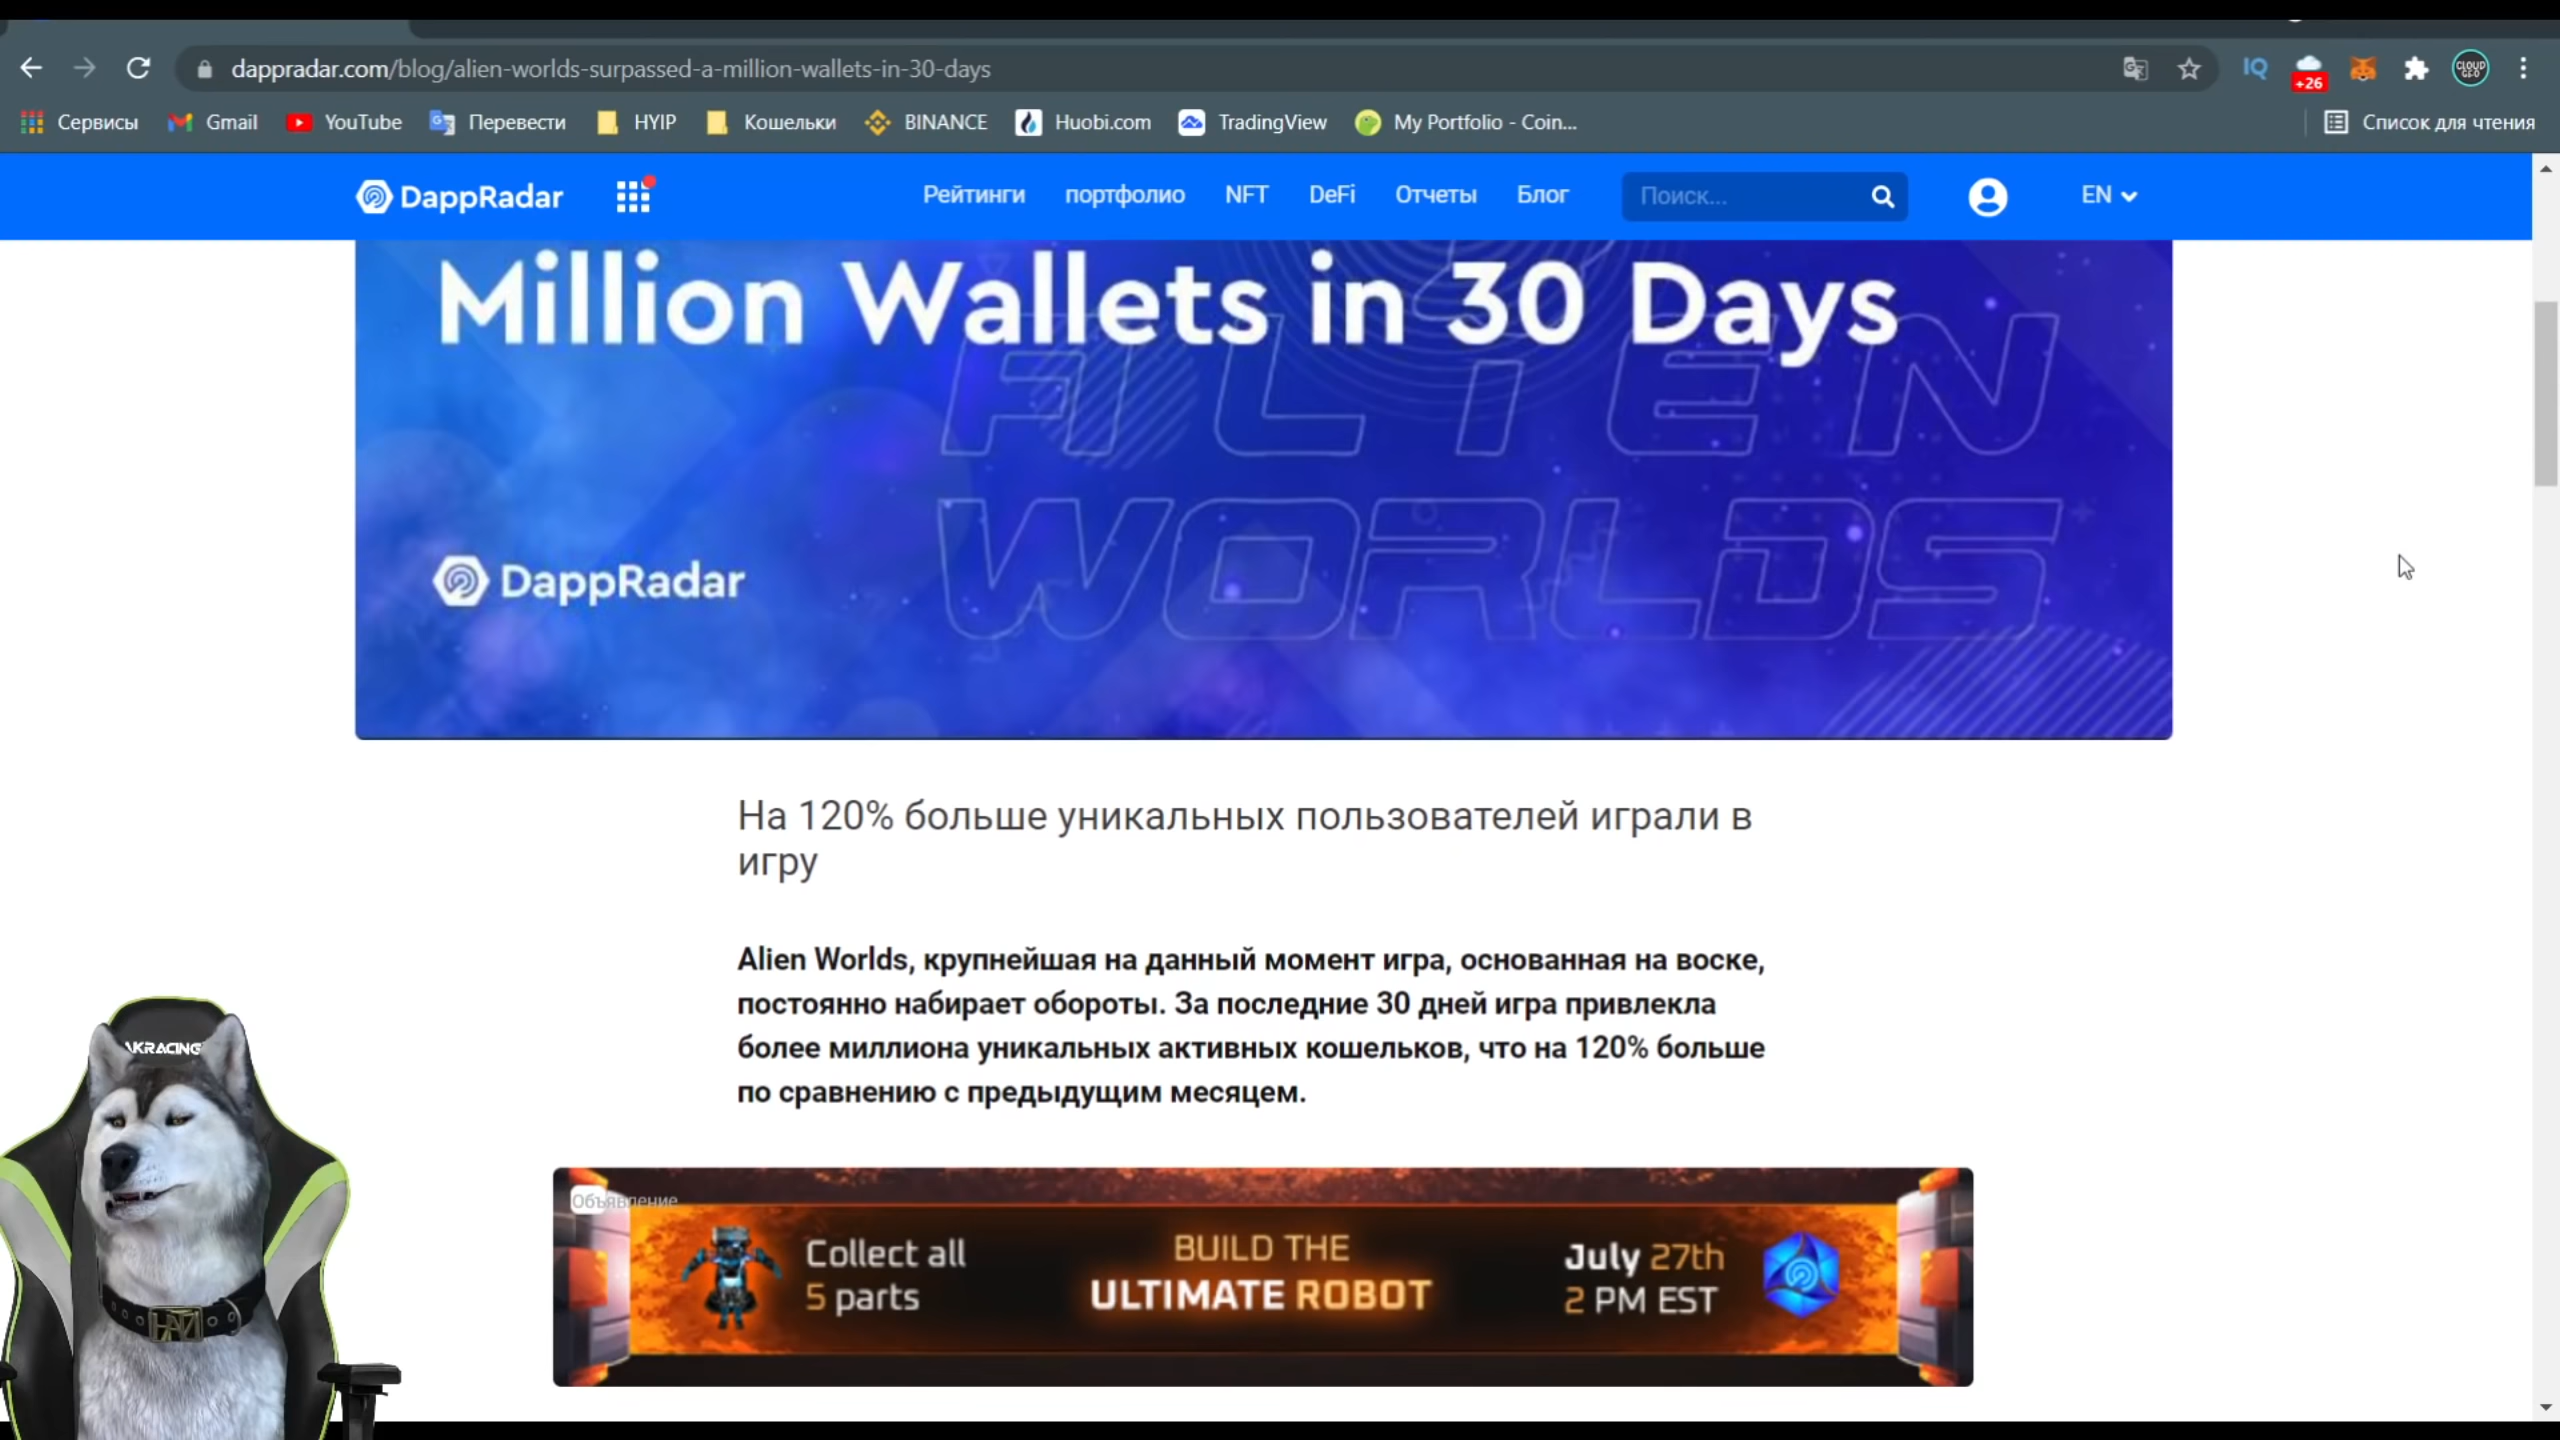 dappradar.com/blog/alien-worlds-surpassed-a-million-wallets-in-30-days
IQ
+26
CLOUD GEO
Сервисы
Gmail
YouTube
Перевести
HYIP
Кошельки
BINANCE
Huobi.com
TradingView
My Portfolio - Coin...
Список для чтения
DappRadar
Рейтинги
портфолио
NFT
DeFi
Отчеты
Блог
Поиск...
EN
Million Wallets in 30 Days
ALIEN
WORLDS
DappRadar
На 120% больше уникальных пользователей играли в
игру
Alien Worlds, крупнейшая на данный момент игра, основанная на воске,
постоянно набирает обороты. За последние 30 дней игра привлекла
более миллиона уникальных активных кошельков, что на 120% больше
по сравнению с предыдущим месяцем.
AKRACING
Объявление
Collect all
5 parts
BUILD THE
ULTIMATE ROBOT
July 27th
2 PM EST